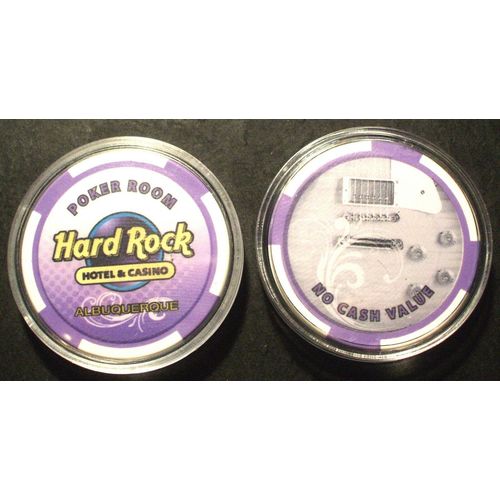 POKER ROOM
Hard Rock
HOTEL & CASINO
ALBUQUERQUE
NO CASH VALUE